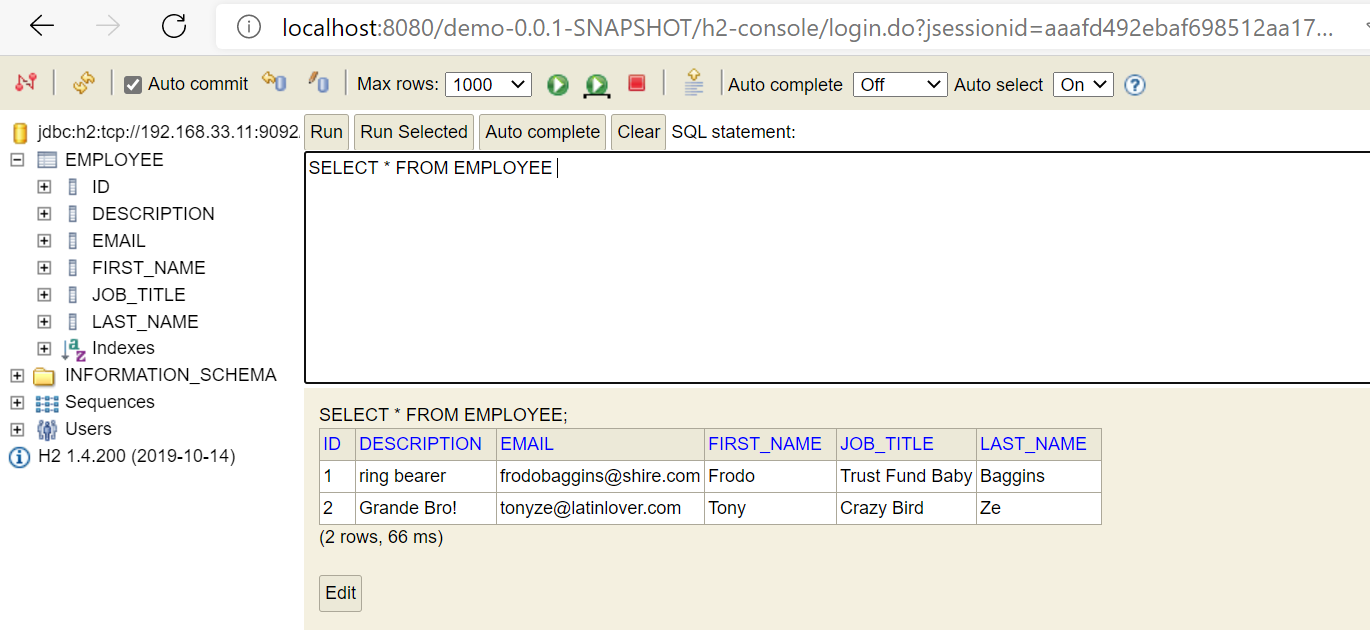 localhost:8080/demo-0.0.1-SNAPSHOT/h2-console/login.do?jsessionid=aaafd492ebaf698512aa17...
Auto commit Max rows: 1000 Auto complete Off Auto select On
jdbc:h2:tcp://192.168.33.11:9092
Run Run Selected Auto complete Clear SQL statement:
EMPLOYEE
ID
DESCRIPTION
EMAIL
FIRST_NAME
JOB_TITLE
LAST_NAME
Indexes
INFORMATION_SCHEMA
Sequences
Users
H2 1.4.200 (2019-10-14)
SELECT * FROM EMPLOYEE
SELECT * FROM EMPLOYEE;
ID DESCRIPTION EMAIL FIRST_NAME JOB_TITLE LAST_NAME
1 ring bearer frodobaggins@shire.com Frodo Trust Fund Baby Baggins
2 Grande Bro! tonyze@latinlover.com Tony Crazy Bird Ze
(2 rows, 66 ms)
Edit